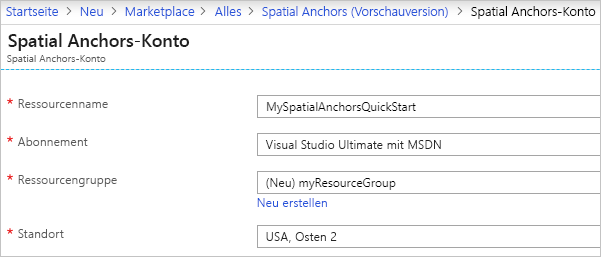 Startseite > Neu > Marketplace > Alles > Spatial Anchors (Vorschauversion) > Spatial Anchors-Konto
Spatial Anchors-Konto
Spatial Anchors-Konto
* Ressourcenname MySpatialAnchorsQuickStart
* Abonnement Visual Studio Ultimate mit MSDN
* Ressourcengruppe (Neu) myResourceGroup
Neu erstellen
* Standort USA, Osten 2